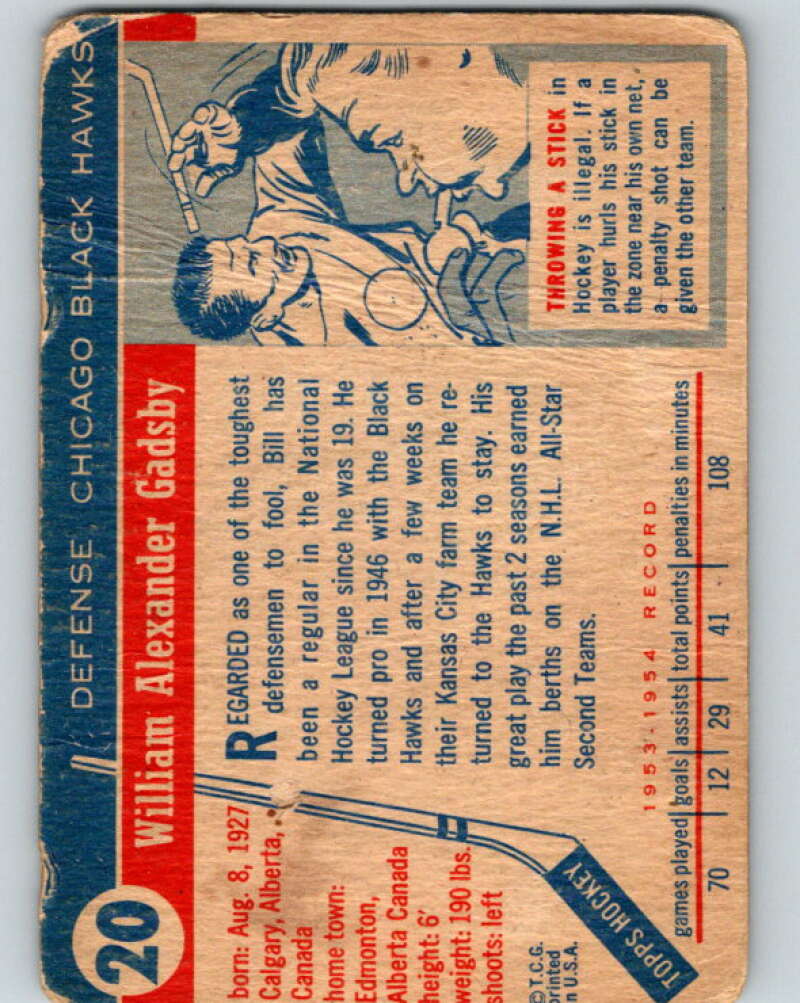 20
DEFENSE, CHICAGO BLACK HAWKS
William Alexander Gadsby
born: Aug. 8, 1927
Calgary, Alberta,
Canada
home town:
Edmonton,
Alberta Canada
height: 6'
weight: 190 lbs.
shoots: left
© T.C.G.
printed
in U.S.A.
TOPPS HOCKEY
REGARDED as one of the toughest
defensemen to fool, Bill has
been a regular in the National
Hockey League since he was 19. He
turned pro in 1946 with the Black
Hawks and after a few weeks on
their Kansas City farm team he re-
turned to the Hawks to stay. His
great play the past 2 seasons earned
him berths on the N.H.L. All-Star
Second Teams.
THROWING A STICK in
Hockey is illegal. If a
player hurls his stick in
the zone near his own net,
a penalty shot can be
given the other team.
1953-1954 RECORD
games played goals assists total points penalties in minutes
70 12 29 41 108